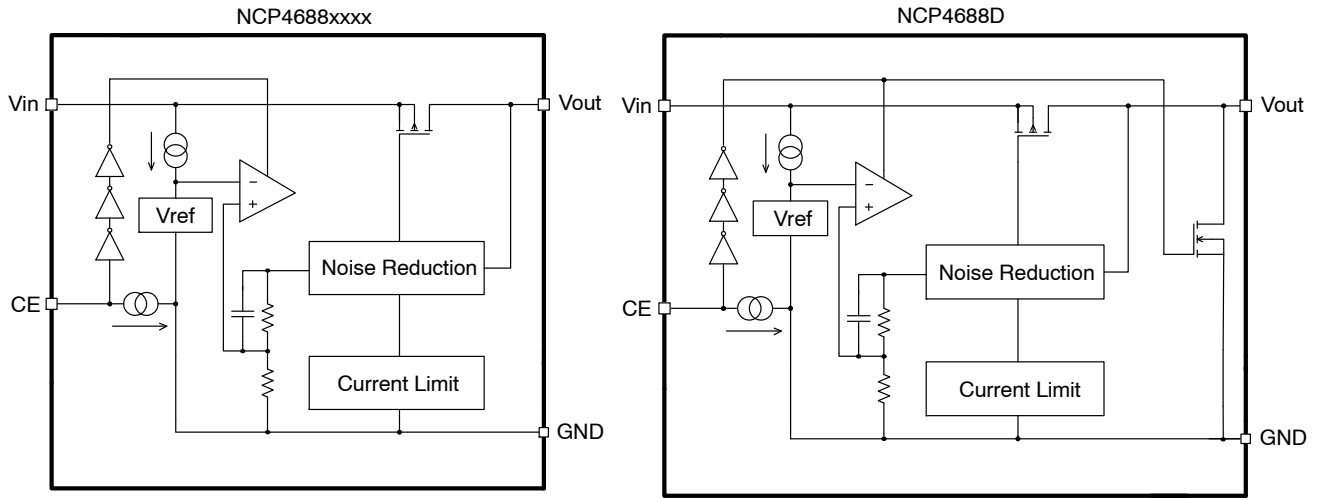 NCP4688xxxx
Vin
Vout
−
+
Vref
Noise Reduction
CE
Current Limit
GND
NCP4688D
Vin
Vout
−
+
Vref
Noise Reduction
CE
Current Limit
GND